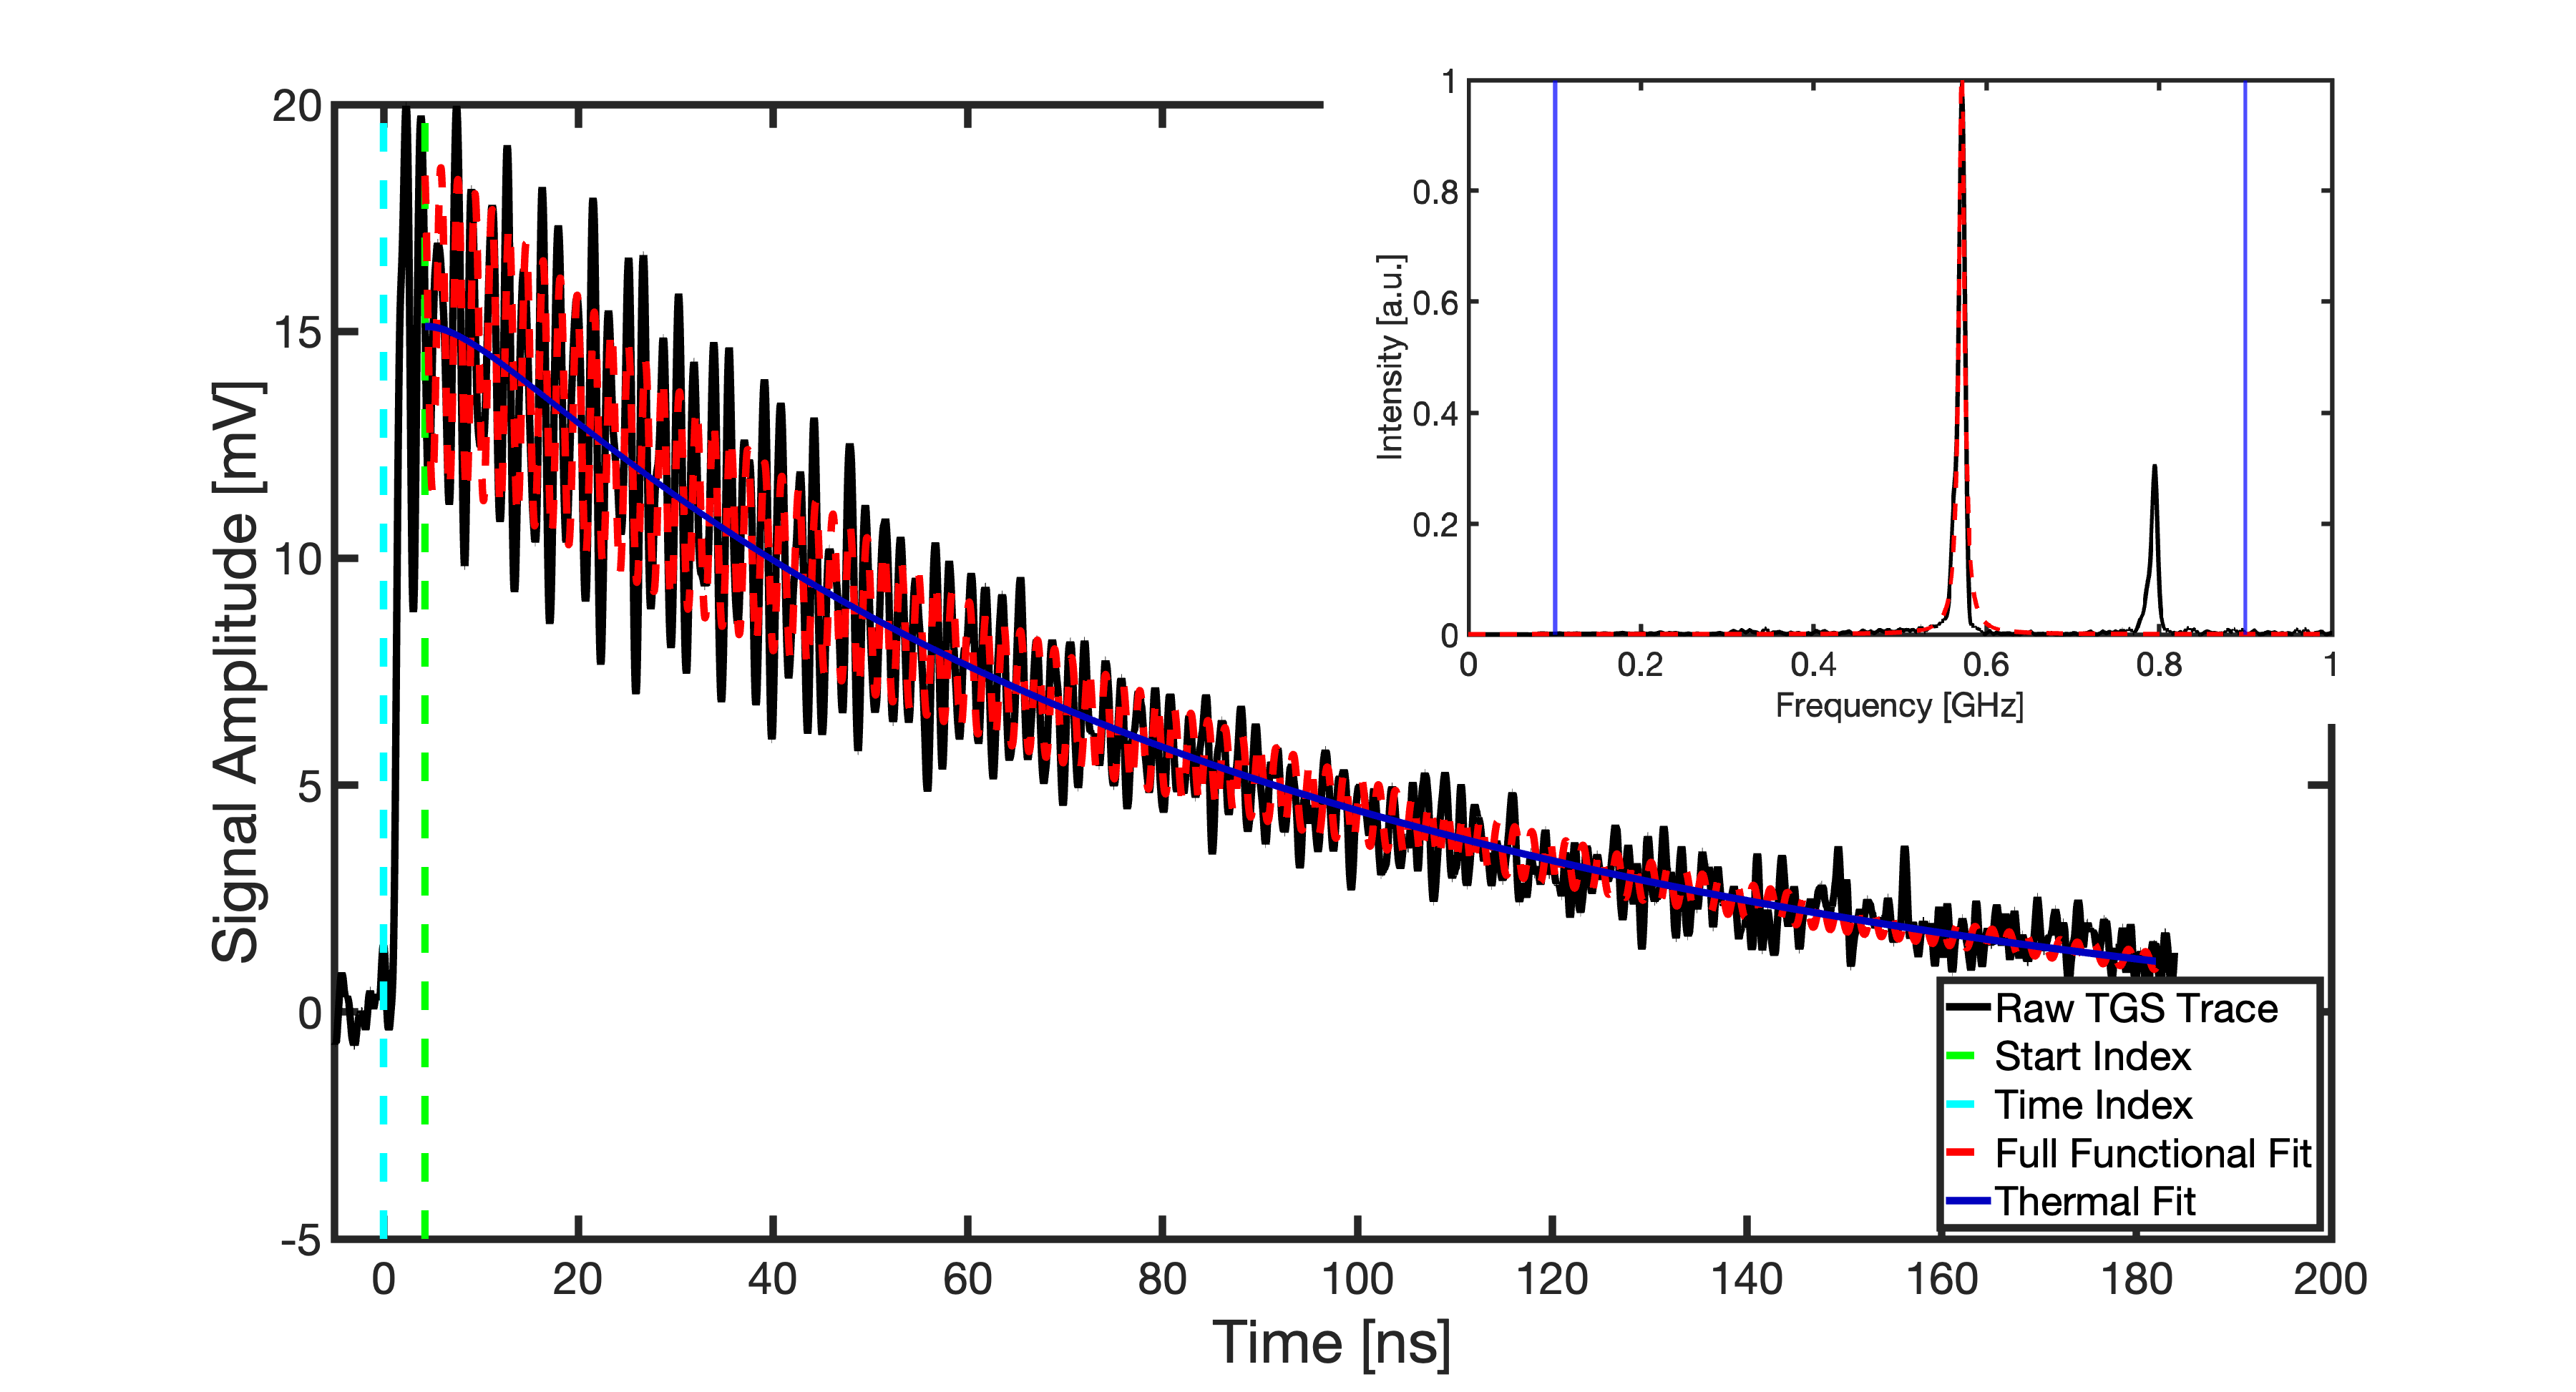 20
15
10
5
0
-5
Signal Amplitude [mV]
0 20 40 60 80 100 120 140 160 180 200
Time [ns]
1
0.8
0.6
0.4
0.2
0
Intensity [a.u.]
0 0.2 0.4 0.6 0.8 1
Frequency [GHz]
Raw TGS Trace
Start Index
Time Index
Full Functional Fit
Thermal Fit